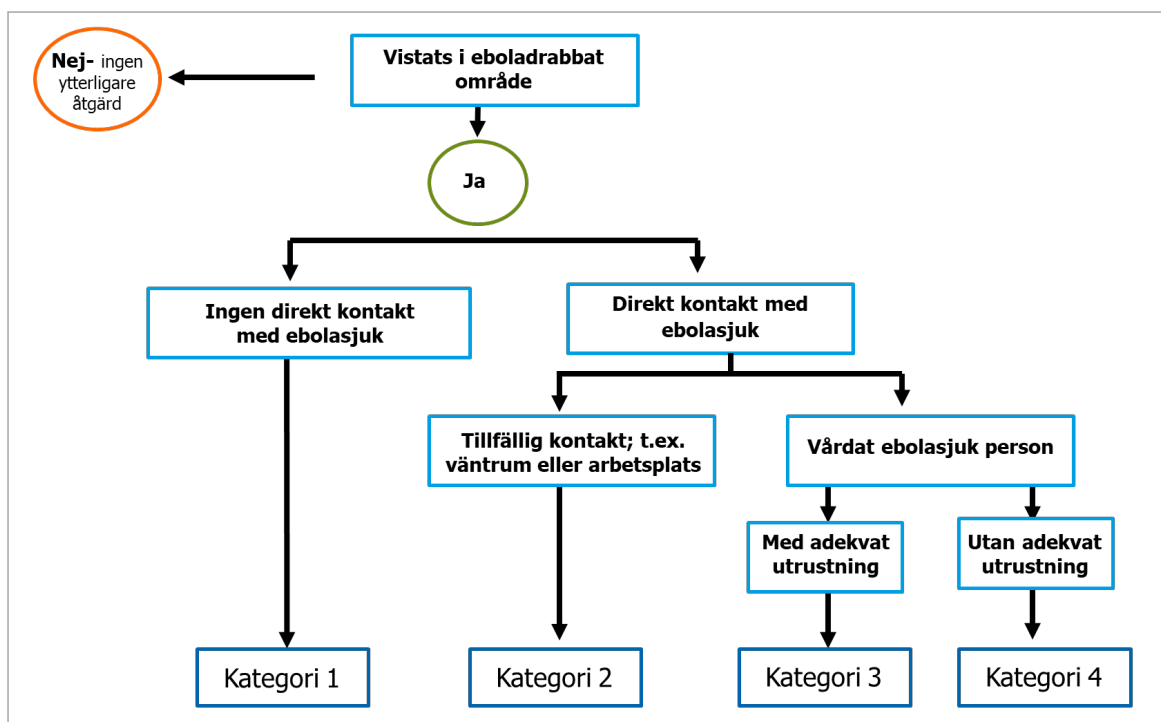 Nej- ingen
ytterligare
åtgärd
Vistats i eboladrabbat
område
Ja
Ingen direkt kontakt
med ebolasjuk
Direkt kontakt med
ebolasjuk
Tillfällig kontakt; t.ex.
väntrum eller arbetsplats
Vårdat ebolasjuk person
Med adekvat
utrustning
Utan adekvat
utrustning
Kategori 1
Kategori 2
Kategori 3
Kategori 4